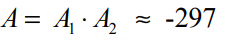 A = A₁ · A₂ ≈ -297